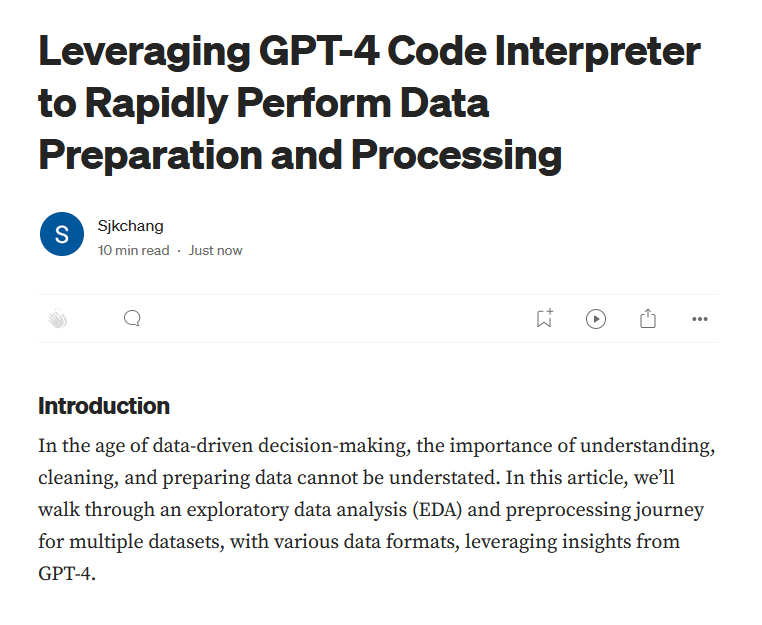 Leveraging GPT-4 Code Interpreter
to Rapidly Perform Data
Preparation and Processing
S
Sjkchang
10 min read · Just now
Introduction
In the age of data-driven decision-making, the importance of understanding,
cleaning, and preparing data cannot be understated. In this article, we’ll
walk through an exploratory data analysis (EDA) and preprocessing journey
for multiple datasets, with various data formats, leveraging insights from
GPT-4.